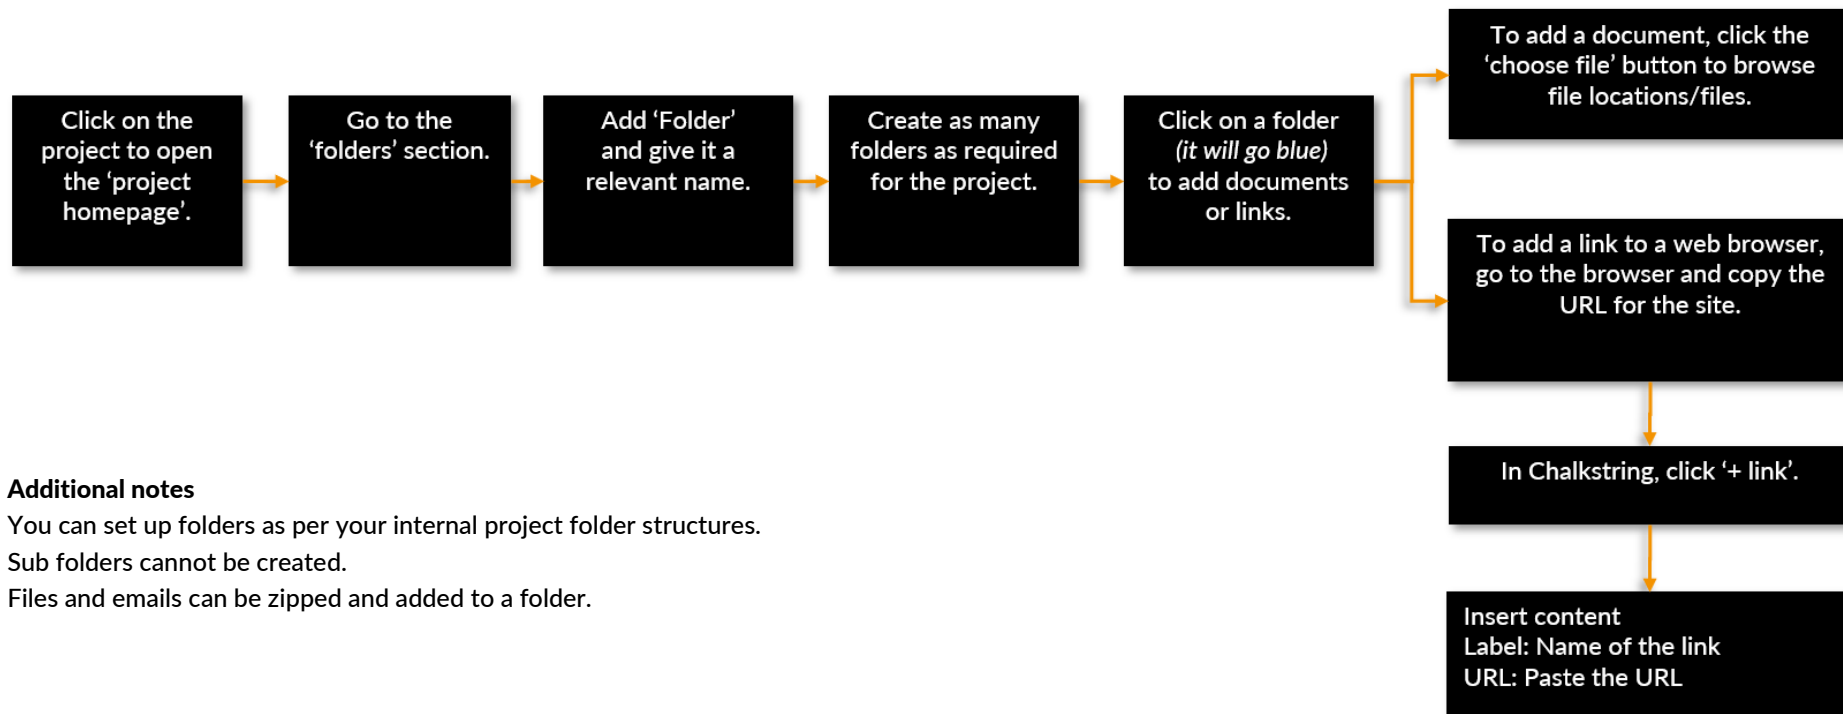 Click on the
project to open
the ‘project
homepage’.
Go to the
‘folders’ section.
Add ‘Folder’
and give it a
relevant name.
Create as many
folders as required
for the project.
Click on a folder
(it will go blue)
to add documents
or links.
To add a document, click the
‘choose file’ button to browse
file locations/files.
To add a link to a web browser,
go to the browser and copy the
URL for the site.
In Chalkstring, click ‘+ link’.
Insert content
Label: Name of the link
URL: Paste the URL
Additional notes
You can set up folders as per your internal project folder structures.
Sub folders cannot be created.
Files and emails can be zipped and added to a folder.